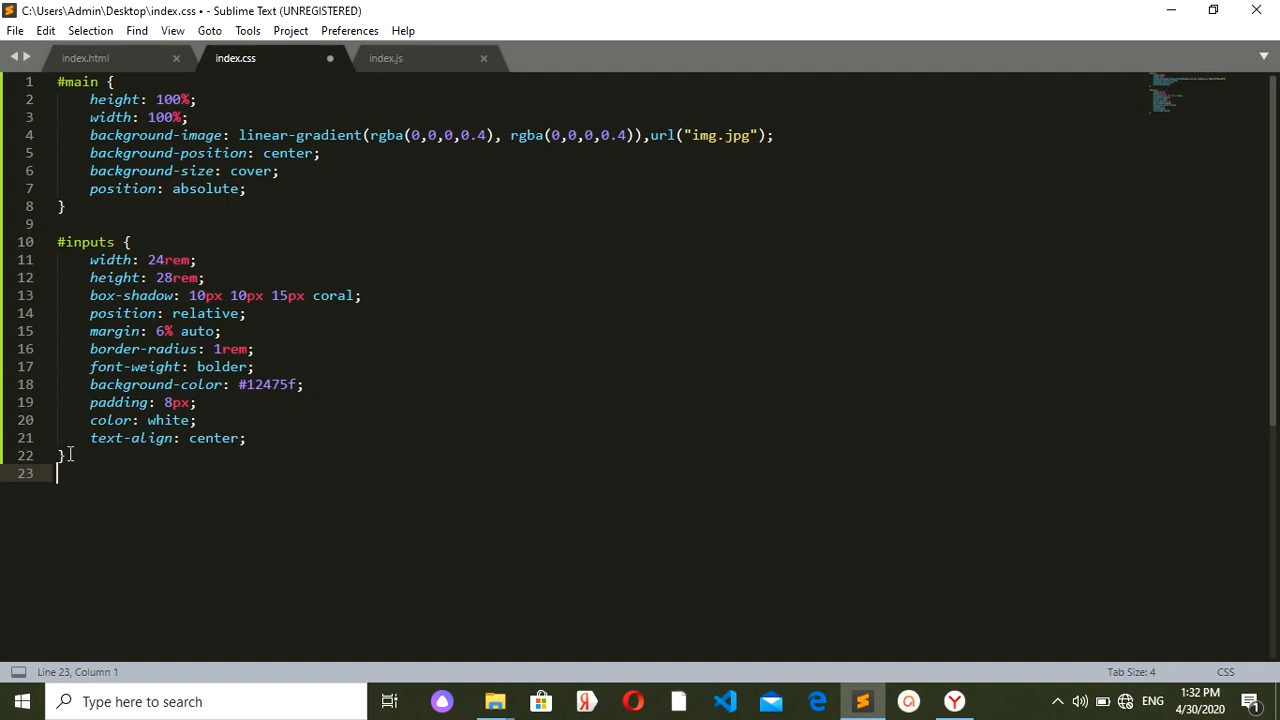 C:\Users\Admin\Desktop\index.css • - Sublime Text (UNREGISTERED)
File Edit Selection Find View Goto Tools Project Preferences Help
index.html index.css index.js
1 #main {
2 height: 100%;
3 width: 100%;
4 background-image: linear-gradient(rgba(0,0,0,0.4), rgba(0,0,0,0.4)),url("img.jpg");
5 background-position: center;
6 background-size: cover;
7 position: absolute;
8 }
9
10 #inputs {
11 width: 24rem;
12 height: 28rem;
13 box-shadow: 10px 10px 15px coral;
14 position: relative;
15 margin: 6% auto;
16 border-radius: 1rem;
17 font-weight: bolder;
18 background-color: #12475f;
19 padding: 8px;
20 color: white;
21 text-align: center;
22 }
23
Line 23, Column 1 Tab Size: 4 CSS
Type here to search
ENG
1:32 PM
4/30/2020
1